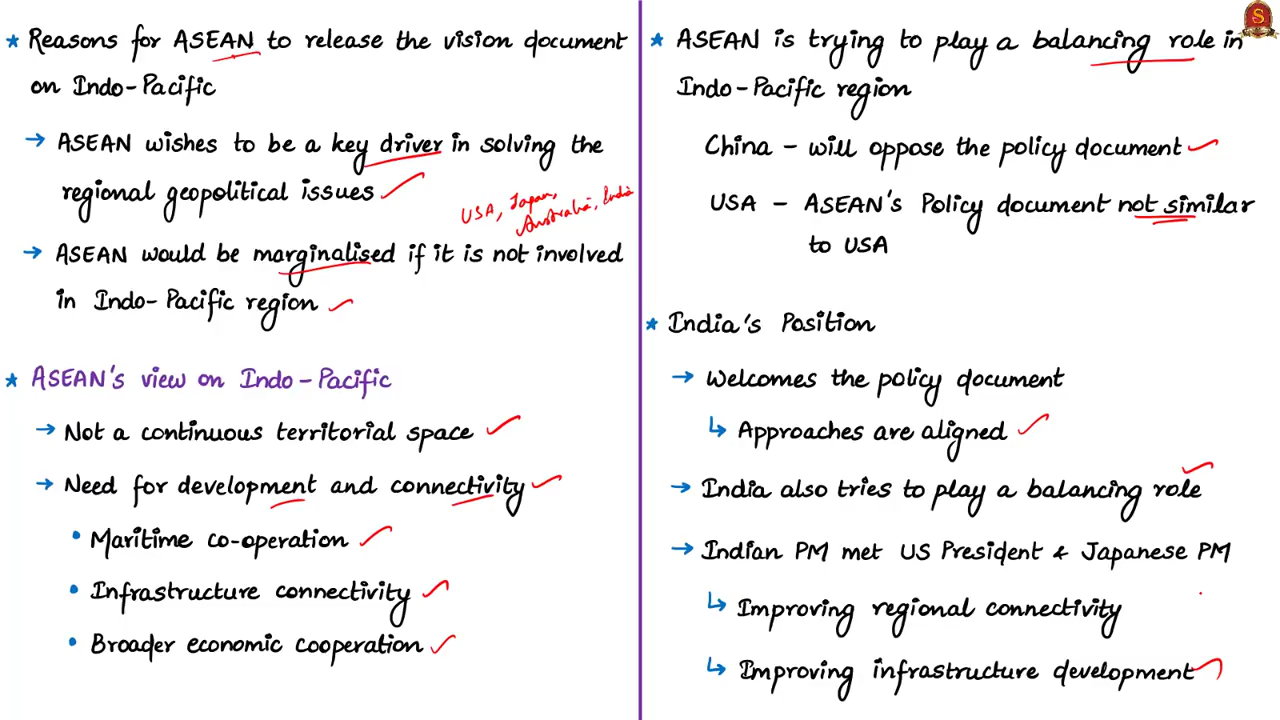 * Reasons for ASEAN to release the vision document
on Indo-Pacific
→ ASEAN wishes to be a key driver in solving the
regional geopolitical issues
USA, Japan,
Australia, India
→ ASEAN would be marginalised if it is not involved
in Indo-Pacific region
* ASEAN's view on Indo-Pacific
→ Not a continuous territorial space
→ Need for development and connectivity
• Maritime co-operation
• Infrastructure connectivity
• Broader economic cooperation
* ASEAN is trying to play a balancing role in
Indo-Pacific region
China - will oppose the policy document
USA - ASEAN's Policy document not similar
to USA
* India's Position
→ Welcomes the policy document
↳ Approaches are aligned
→ India also tries to play a balancing role
→ Indian PM met US President & Japanese PM
↳ Improving regional connectivity
↳ Improving infrastructure development
S